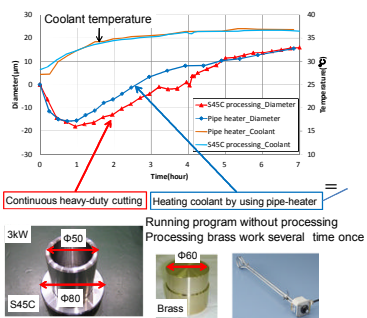 Coolant temperature
30
20
10
0
-10
-20
-30
Diameter(μm)
40
35
30
25
20
15
10
Temperature(℃)
0 1 2 3 4 5 6 7
Time(hour)
S45C processing_Diameter
Pipe heater_Diameter
Pipe heater_Coolant
S45C processing_Coolant
Continuous heavy-duty cutting
Heating coolant by using pipe-heater
=
Running program without processing
Processing brass work several time once
3kW
Φ50
Φ80
S45C
Φ60
Brass